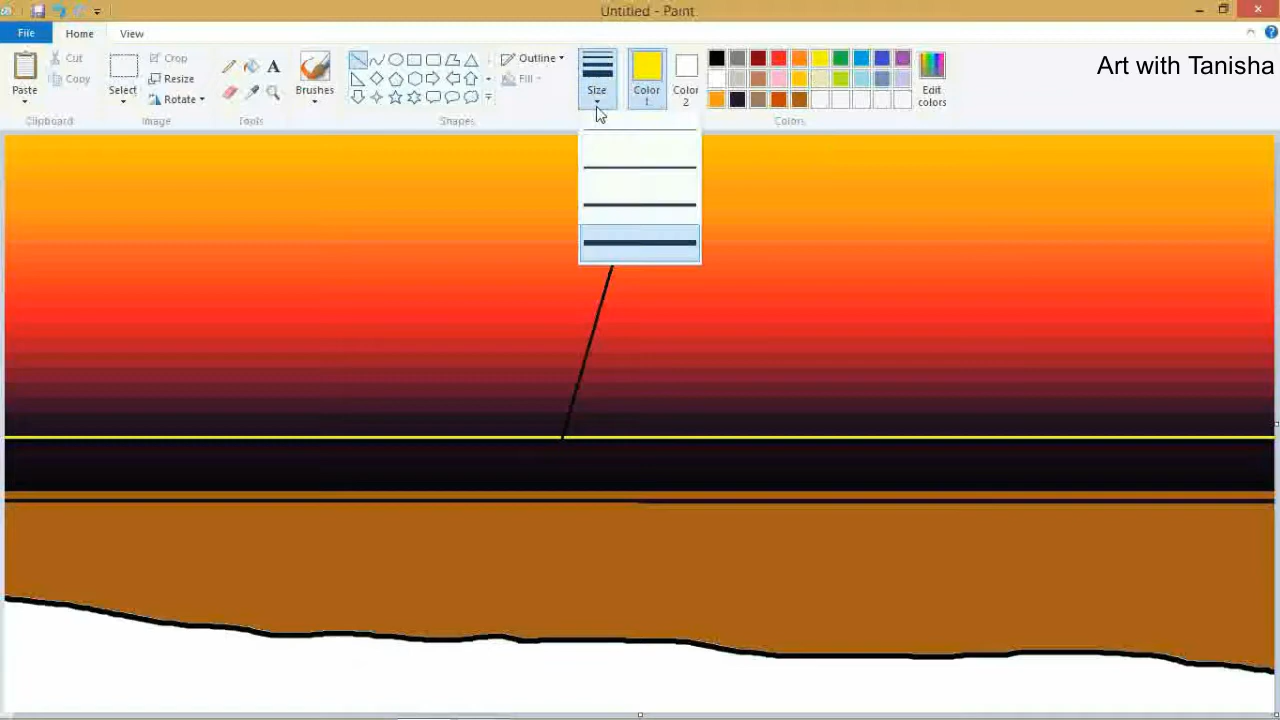 Untitled - Paint
File Home View
Paste
Cut
Copy
Clipboard
Select
Crop
Resize
Rotate
Image
A
Tools
Brushes
Shapes
Outline
Fill
Size
Color 1
Color 2
Colors
Edit colors
Art with Tanisha